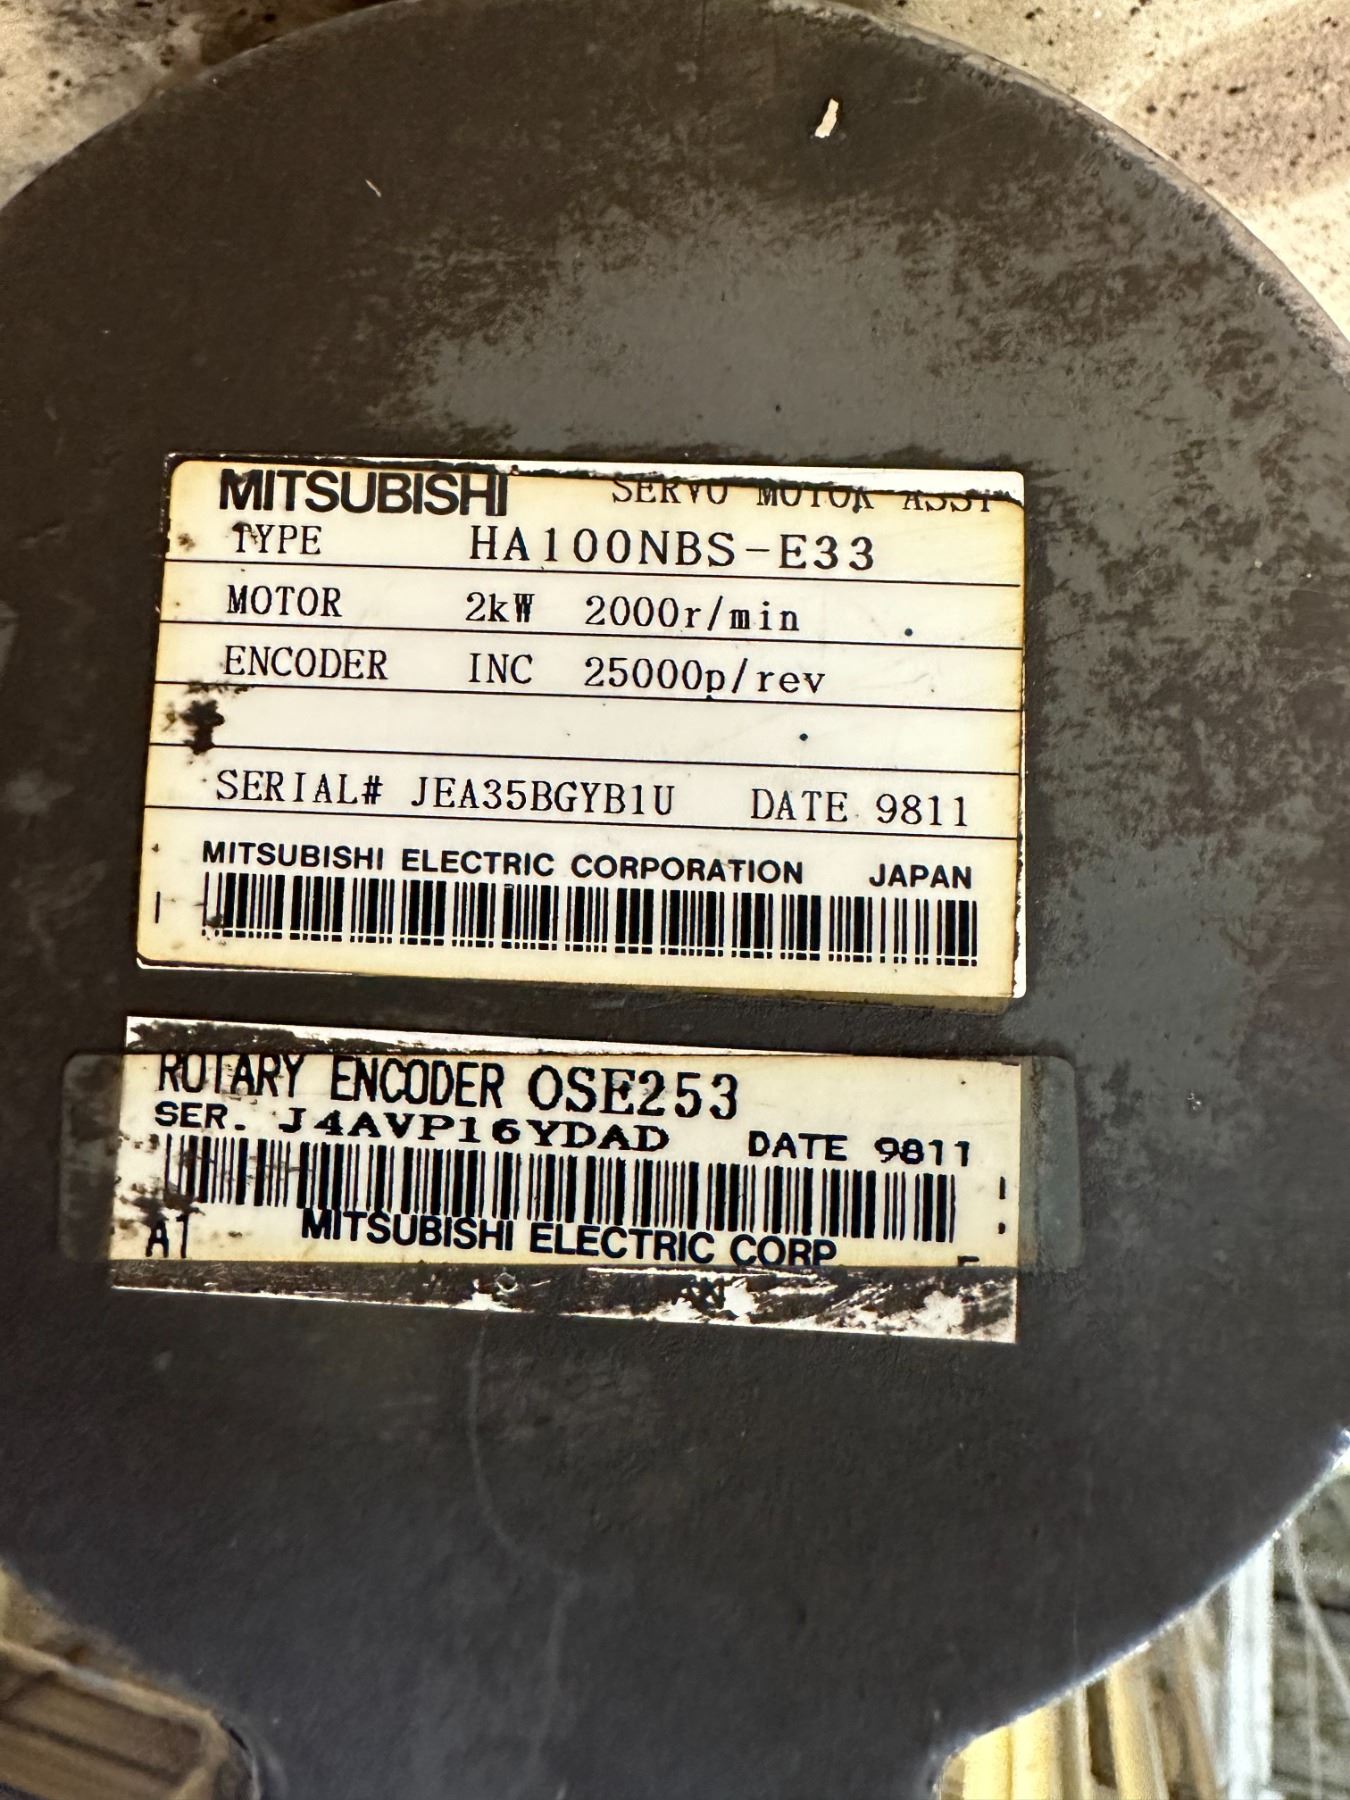 MITSUBISHI SERVO MOTOR ASSY
TYPE HA100NBS-E33
MOTOR 2kW 2000r/min
ENCODER INC 25000p/rev
SERIAL# JEA35BGYB1U DATE 9811
MITSUBISHI ELECTRIC CORPORATION JAPAN
ROTARY ENCODER OSE253
SER. J4AVP16YDAD DATE 9811
A1 MITSUBISHI ELECTRIC CORP